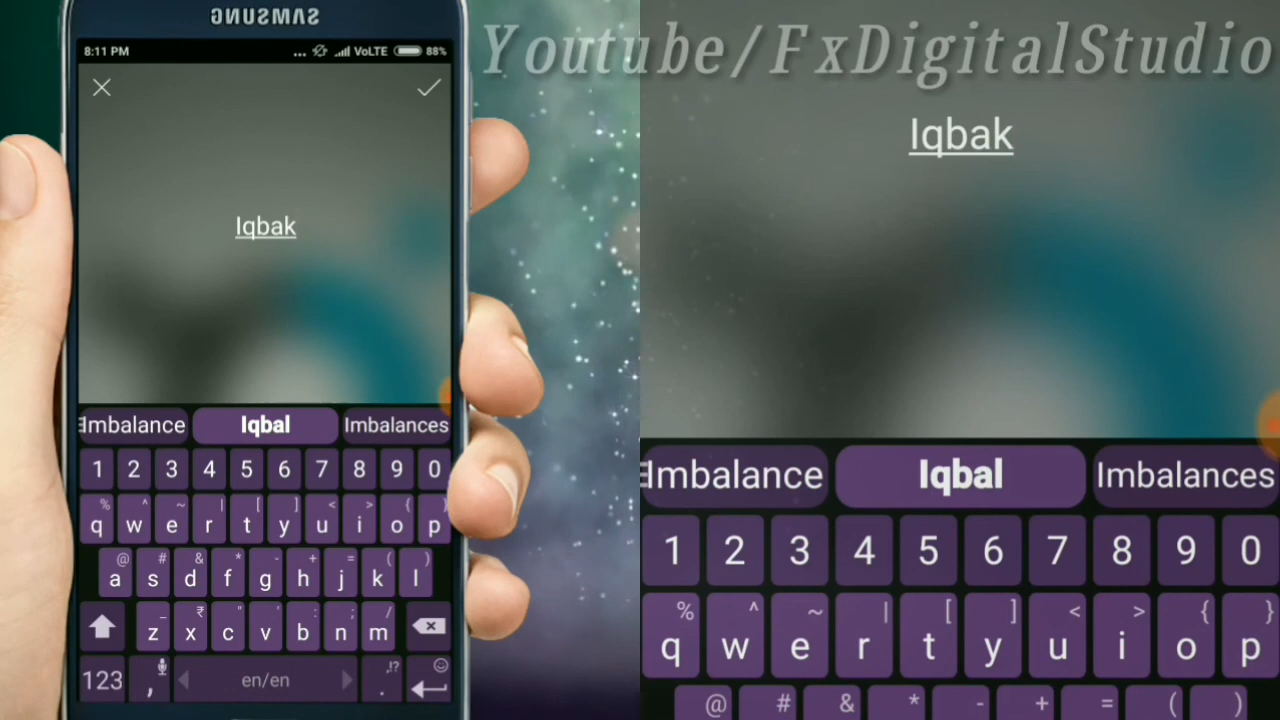 SAMSUNG
8:11 PM ... VoLTE 88%
Iqbak
Imbalance Iqbal Imbalances
1 2 3 4 5 6 7 8 9 0
% ^ ~ | [ ] < > { }
q w e r t y u i o p
@ # & * - + = ( )
a s d f g h j k l
_ ₹ " ' : ; /
z x c v b n m
123 , en/en ,!? .
Youtube/FxDigitalStudio
Iqbak
Imbalance Iqbal Imbalances
1 2 3 4 5 6 7 8 9 0
% ^ ~ | [ ] < > { }
q w e r t y u i o p
@ # & * - + = ( )